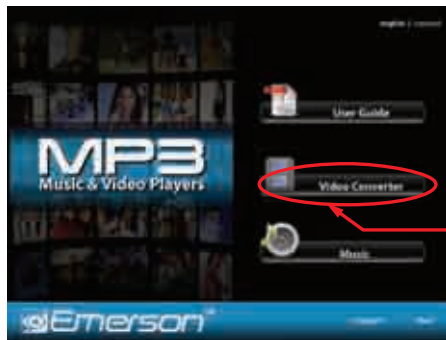 User Guide
MP3
Music & Video Players
Video Converter
Music
Emerson